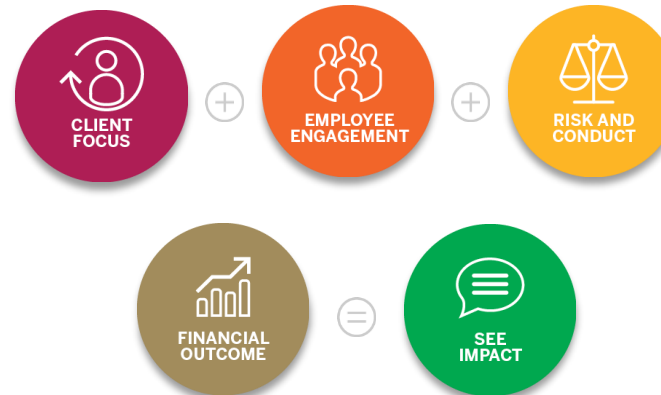 CLIENT
FOCUS
+
EMPLOYEE
ENGAGEMENT
+
RISK AND
CONDUCT
FINANCIAL
OUTCOME
=
SEE
IMPACT